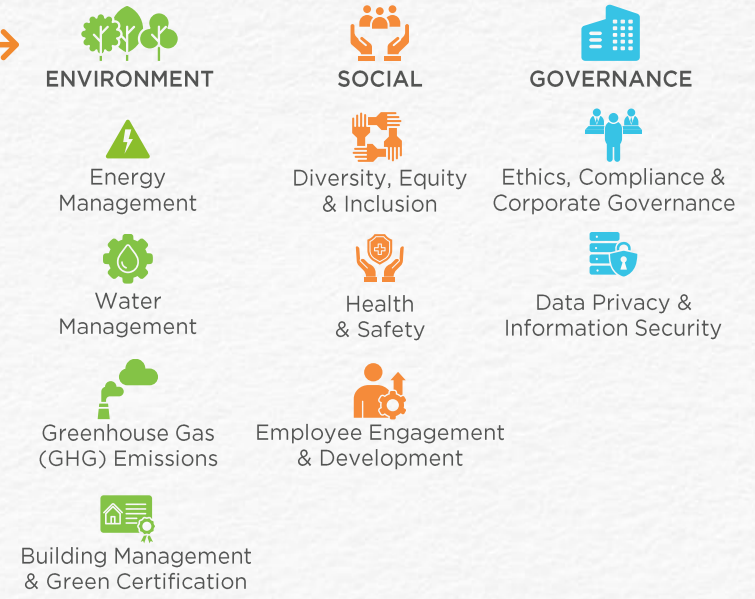 ENVIRONMENT
Energy
Management
Water
Management
Greenhouse Gas
(GHG) Emissions
Building Management
& Green Certification
SOCIAL
Diversity, Equity
& Inclusion
Health
& Safety
Employee Engagement
& Development
GOVERNANCE
Ethics, Compliance &
Corporate Governance
Data Privacy &
Information Security